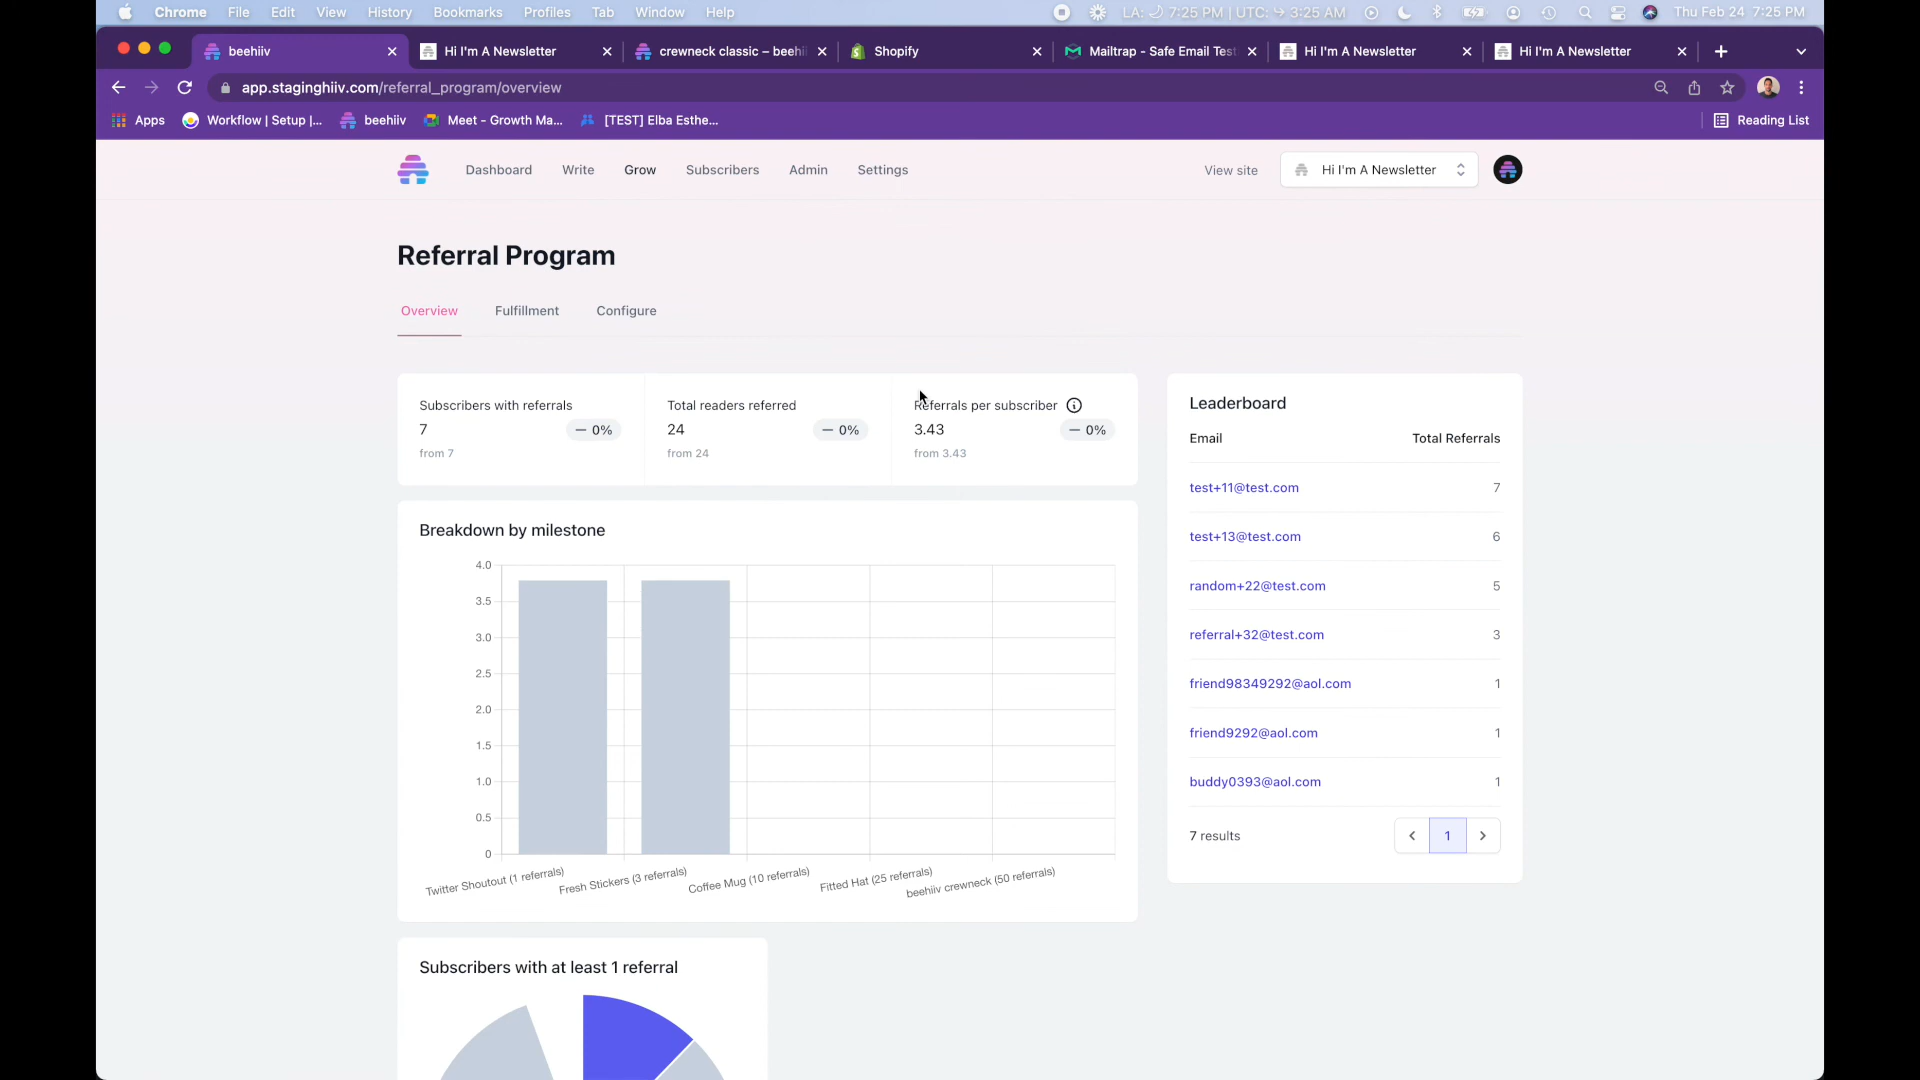 Chrome File Edit View History Bookmarks Profiles Tab Window Help LA: 7:25 PM | UTC: 3:25 AM Thu Feb 24 7:25 PM
beehiiv Hi I'm A Newsletter crewneck classic – beehi Shopify Mailtrap - Safe Email Test Hi I'm A Newsletter Hi I'm A Newsletter
app.staginghiiv.com/referral_program/overview
Apps Workflow | Setup |... beehiiv Meet - Growth Ma... [TEST] Elba Esthe... Reading List
Dashboard Write Grow Subscribers Admin Settings View site Hi I'm A Newsletter
Referral Program
Overview Fulfillment Configure
Subscribers with referrals
7 — 0%
from 7
Total readers referred
24 — 0%
from 24
Referrals per subscriber
3.43 — 0%
from 3.43
Breakdown by milestone
4.0
3.5
3.0
2.5
2.0
1.5
1.0
0.5
0
Twitter Shoutout (1 referrals)
Fresh Stickers (3 referrals)
Coffee Mug (10 referrals)
Fitted Hat (25 referrals)
beehiiv crewneck (50 referrals)
Leaderboard
Email Total Referrals
test+11@test.com 7
test+13@test.com 6
random+22@test.com 5
referral+32@test.com 3
friend98349292@aol.com 1
friend9292@aol.com 1
buddy0393@aol.com 1
7 results 1
Subscribers with at least 1 referral